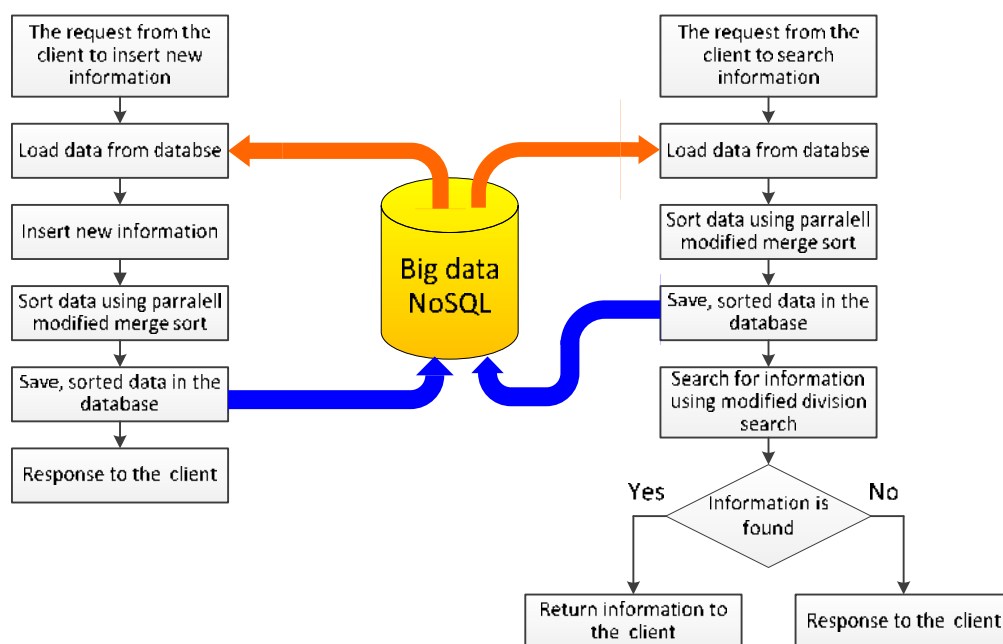 The request from the
client to insert new
information
Load data from databse
Insert new information
Sort data using parralell
modified merge sort
Save, sorted data in the
database
Response to the client
Big data
NoSQL
The request from the
client to search
information
Load data from databse
Sort data using parralell
modified merge sort
Save, sorted data in the
database
Search for information
using modified division
search
Information is
found
Yes
No
Return information to
the client
Response to the client